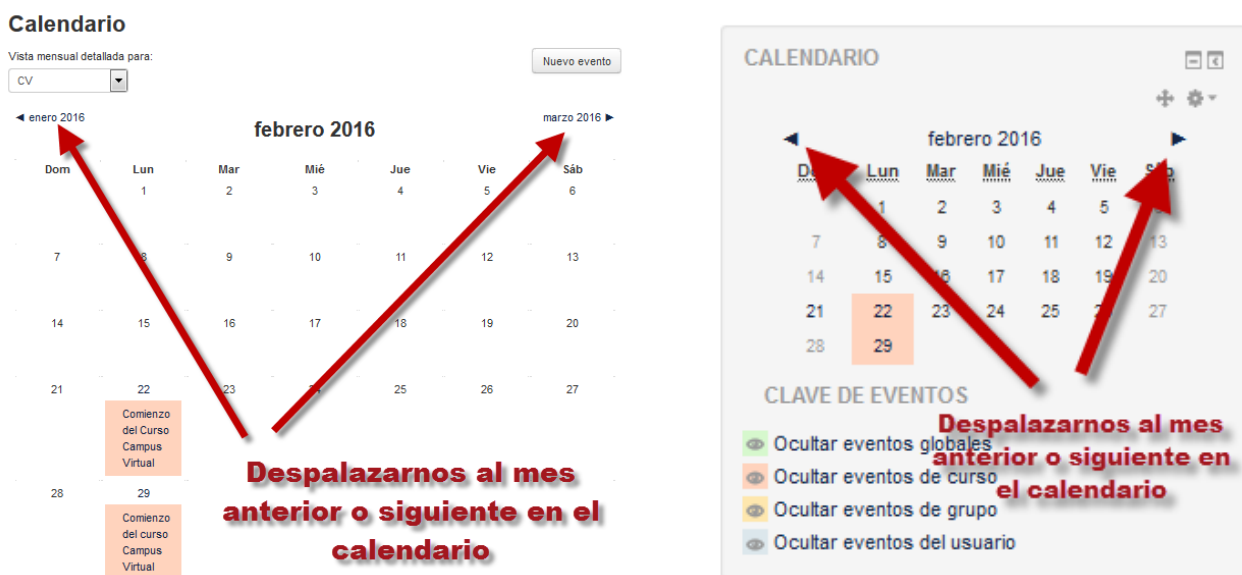 Calendario
Vista mensual detallada para:
CV
Nuevo evento
◄ enero 2016
febrero 2016
marzo 2016 ►
Dom Lun Mar Mié Jue Vie Sáb
1 2 3 4 5 6
7 8 9 10 11 12 13
14 15 16 17 18 19 20
21 22 23 24 25 26 27
Comienzo
del Curso
Campus
Virtual
28 29
Comienzo
del curso
Campus
Virtual
Despalazarnos al mes
anterior o siguiente en el
calendario
CALENDARIO
◄ febrero 2016 ►
Lun Mar Mié Jue Vie
1 2 3 4 5
7 8 9 10 11 12 13
14 15 16 17 18 19 20
21 22 23 24 25 27
28 29
CLAVE DE EVENTOS
Ocultar eventos globales
Ocultar eventos de curso
Ocultar eventos de grupo
Ocultar eventos del usuario
Despalazarnos al mes
anterior o siguiente en
el calendario